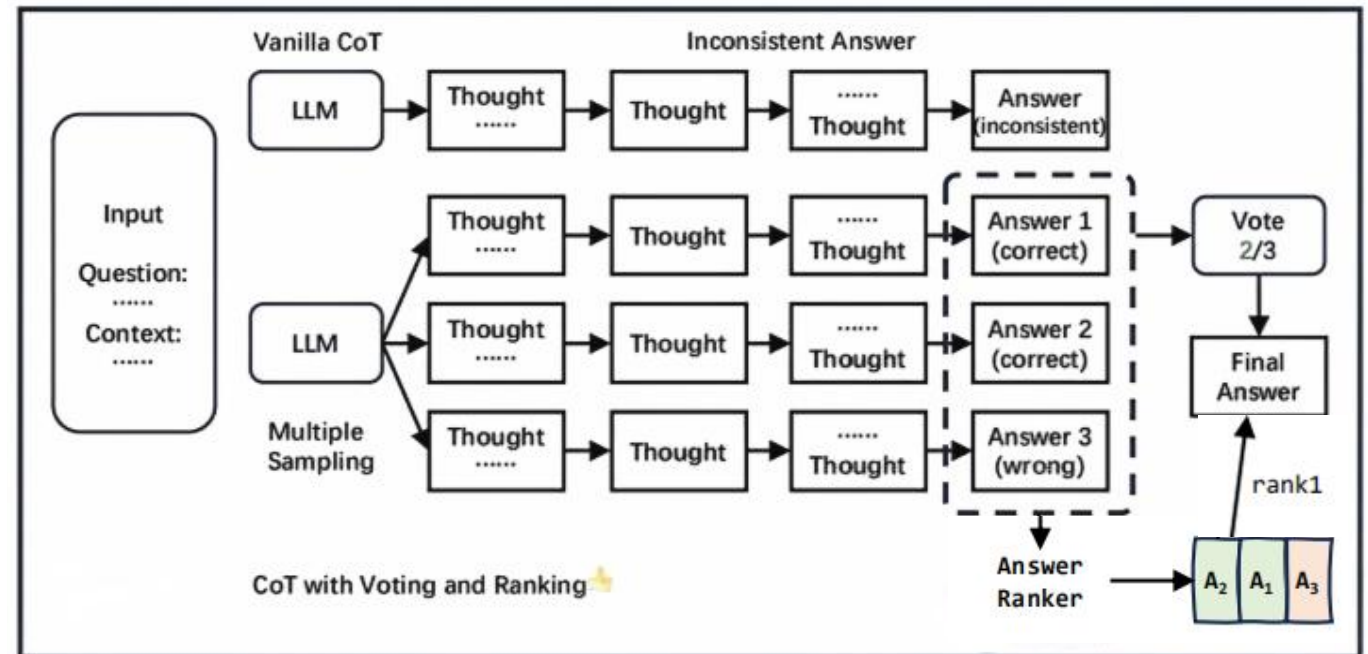 Vanilla CoT
Inconsistent Answer
LLM
Thought
......
Thought
......
Thought
Answer
(inconsistent)
Input
Question:
......
Context:
......
LLM
Multiple
Sampling
Thought
......
Thought
......
Thought
Answer 1
(correct)
Thought
......
Thought
......
Thought
Answer 2
(correct)
Thought
......
Thought
......
Thought
Answer 3
(wrong)
Vote
2/3
Final
Answer
rank1
Answer
Ranker
A₂ A₁ A₃
CoT with Voting and Ranking